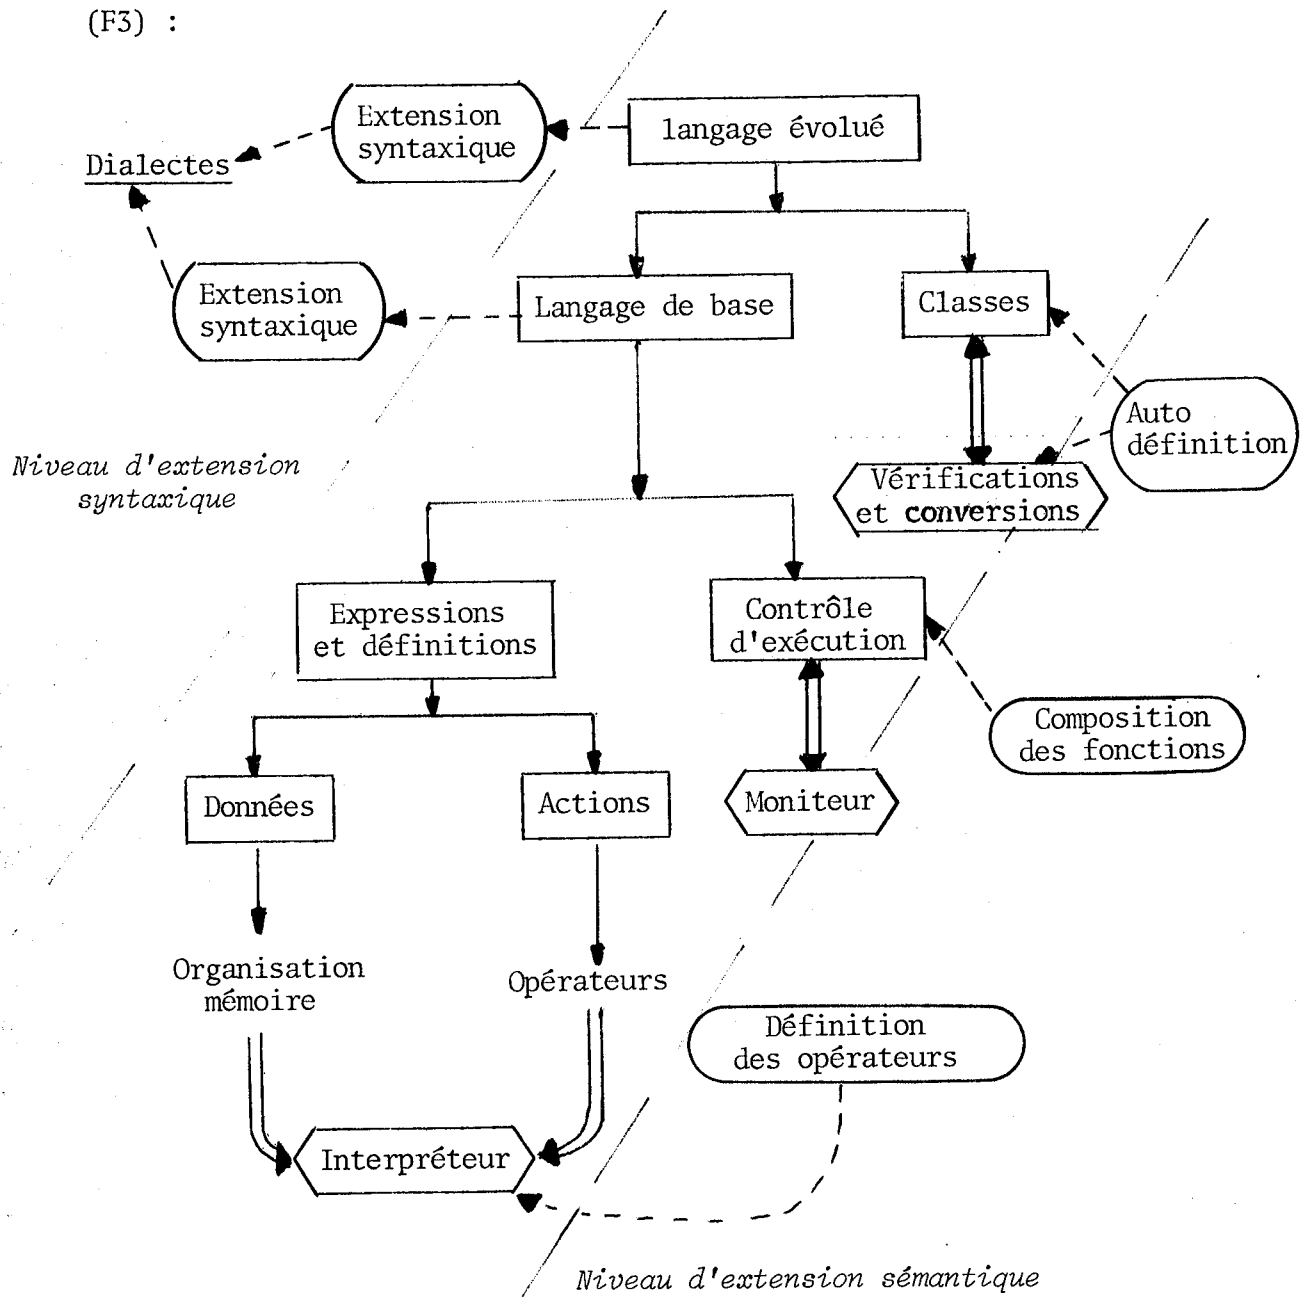 (F3) :
Extension
syntaxique
langage évolué
Dialectes
Extension
syntaxique
Langage de base
Classes
Auto
définition
Niveau d'extension
syntaxique
Vérifications
et conversions
Expressions
et définitions
Contrôle
d'exécution
Composition
des fonctions
Données
Actions
Moniteur
Organisation
mémoire
Opérateurs
Définition
des opérateurs
Interpréteur
Niveau d'extension sémantique